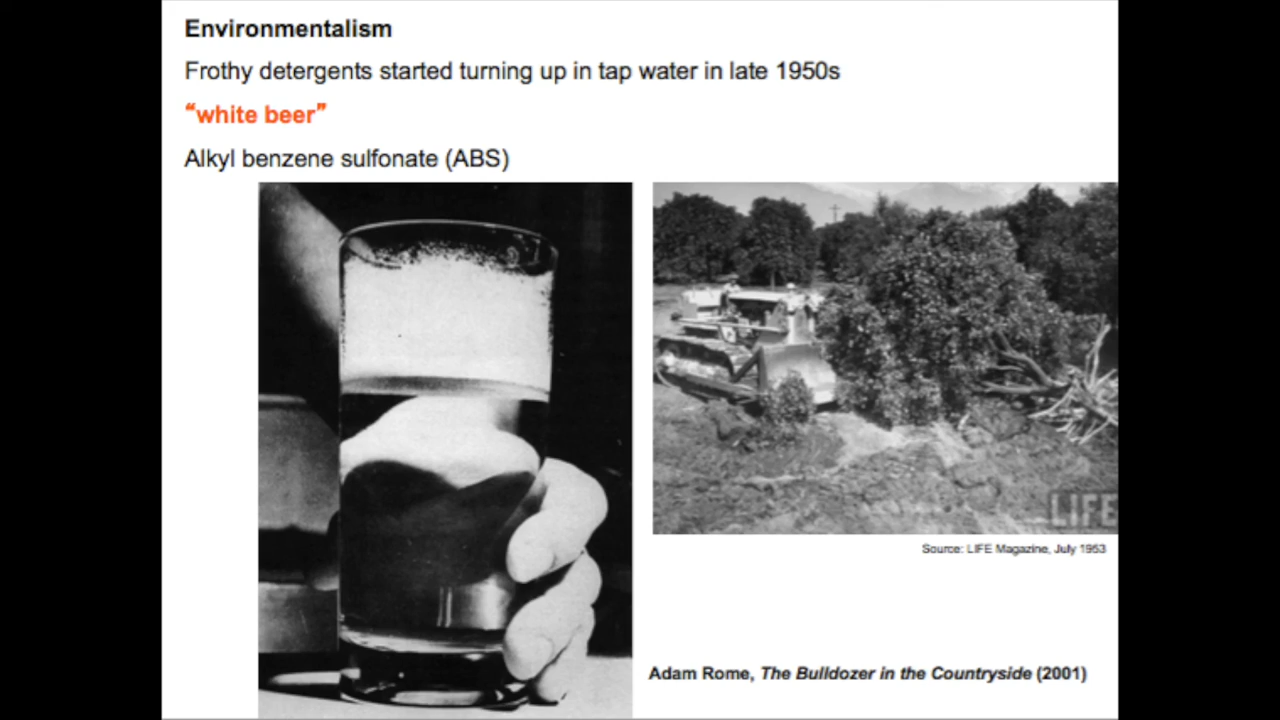 Environmentalism
Frothy detergents started turning up in tap water in late 1950s
“white beer”
Alkyl benzene sulfonate (ABS)
LIFE
Source: LIFE Magazine, July 1953
Adam Rome, The Bulldozer in the Countryside (2001)